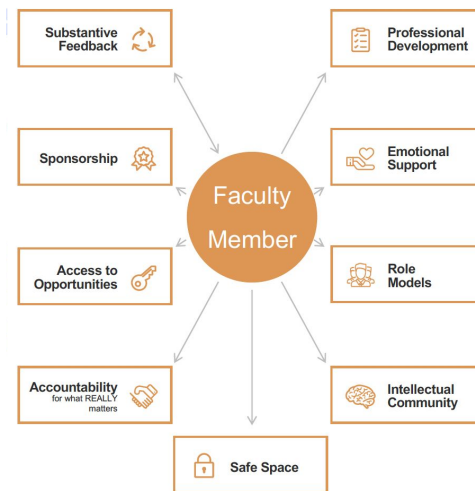 Substantive
Feedback
Professional
Development
Sponsorship
Emotional
Support
Faculty
Member
Access to
Opportunities
Role
Models
Accountability
for what REALLY
matters
Intellectual
Community
Safe Space